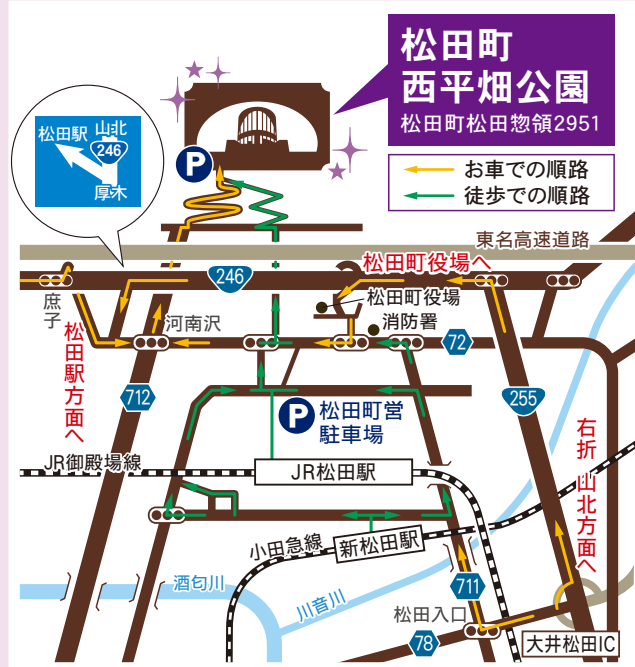 松田町
西平畑公園
松田町松田惣領2951
お車での順路
徒歩での順路
松田駅
山北
246
厚木
P
東名高速道路
246
松田町役場へ
庶子
松田町役場
河南沢
消防署
72
松田駅方面へ
712
255
P
松田町営
駐車場
右折 山北方面へ
JR御殿場線
JR松田駅
小田急線
新松田駅
酒匂川
川音川
711
松田入口
78
大井松田IC